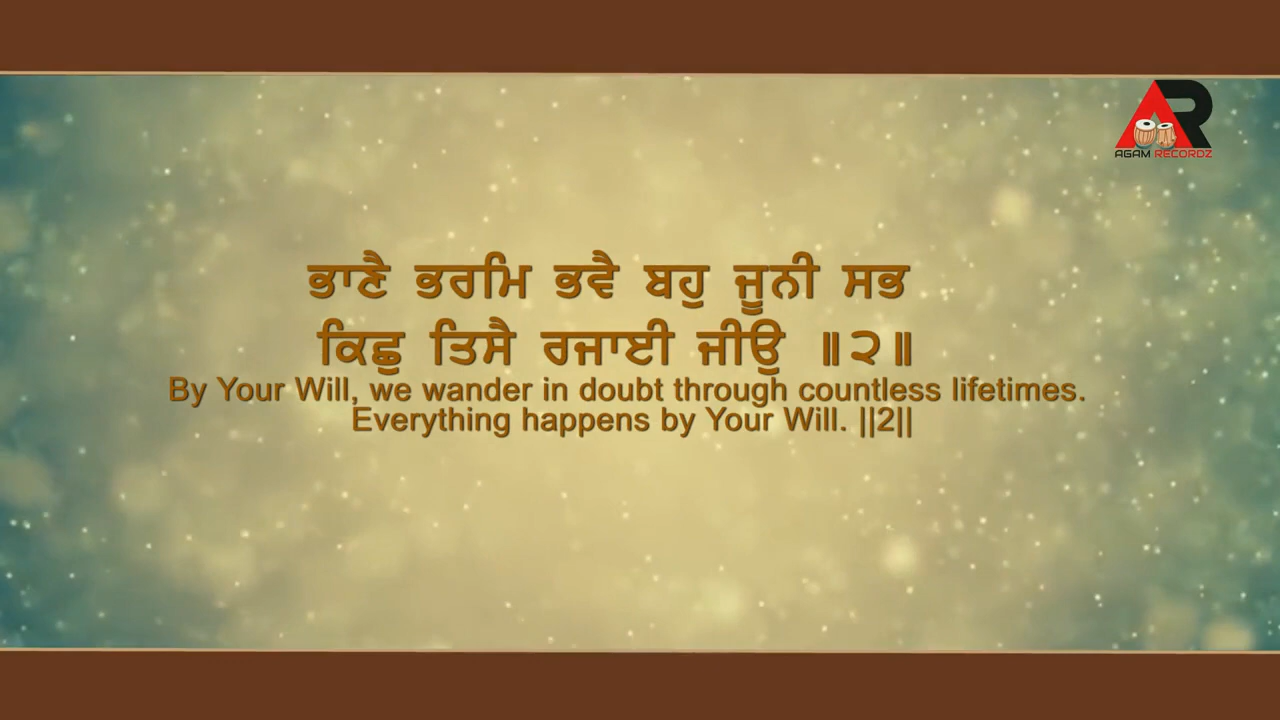 AGAM RECORDZ
ਭਾਣੈ ਭਰਮਿ ਭਵੈ ਬਹੁ ਜੂਨੀ ਸਭ
ਕਿਛੁ ਤਿਸੈ ਰਜਾਈ ਜੀਉ ॥੨॥
By Your Will, we wander in doubt through countless lifetimes.
Everything happens by Your Will. ||2||